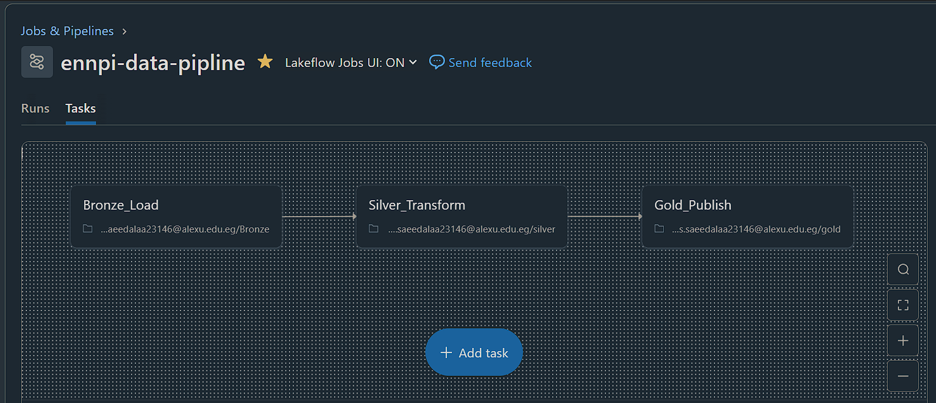 Jobs & Pipelines >
ennpi-data-pipline Lakeflow Jobs UI: ON Send feedback
Runs Tasks
Bronze_Load Silver_Transform Gold_Publish
...aeedalaa23146@alexu.edu.eg/Bronze ....saeedalaa23146@alexu.edu.eg/silver ...s.saeedalaa23146@alexu.edu.eg/gold
+ Add task